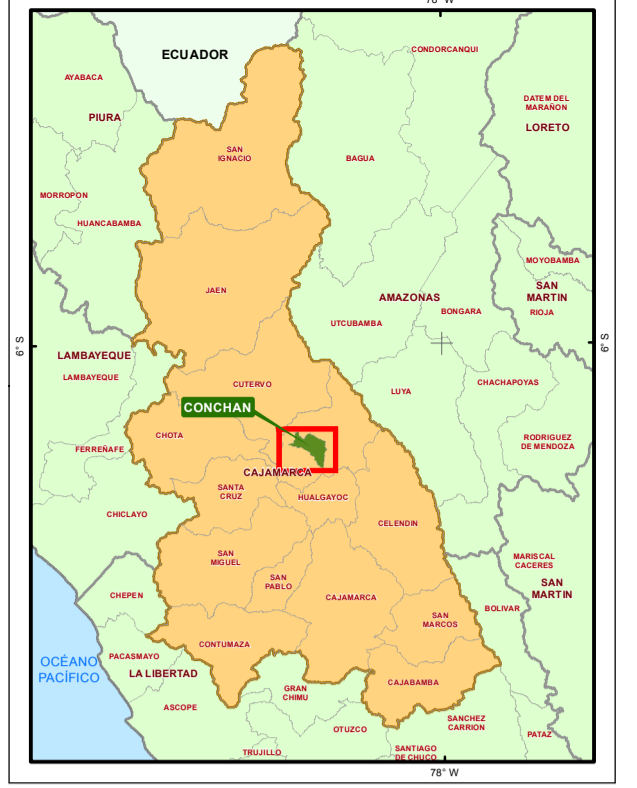 78° W
ECUADOR
CONDORCANQUI
AYABACA
DATEM DEL
MARAÑON
PIURA
LORETO
SAN
IGNACIO
BAGUA
MORROPON
HUANCABAMBA
MOYOBAMBA
SAN
MARTIN
JAEN
AMAZONAS
BONGARA
RIOJA
UTCUBAMBA
6° S
6° S
LAMBAYEQUE
LAMBAYEQUE
CUTERVO
CHACHAPOYAS
LUYA
CONCHAN
CHOTA
RODRIGUEZ
DE MENDOZA
FERREÑAFE
CAJAMARCA
SANTA
CRUZ
HUALGAYOC
CHICLAYO
CELENDIN
SAN
MIGUEL
MARISCAL
CACERES
SAN
PABLO
SAN
MARTIN
CHEPEN
CAJAMARCA
BOLIVAR
SAN
MARCOS
CONTUMAZA
OCÉANO
PACÍFICO
PACASMAYO
LA LIBERTAD
CAJABAMBA
GRAN
CHIMU
ASCOPE
SANCHEZ
CARRION
OTUZCO
PATAZ
TRUJILLO
SANTIAGO
DE CHUCO
78° W